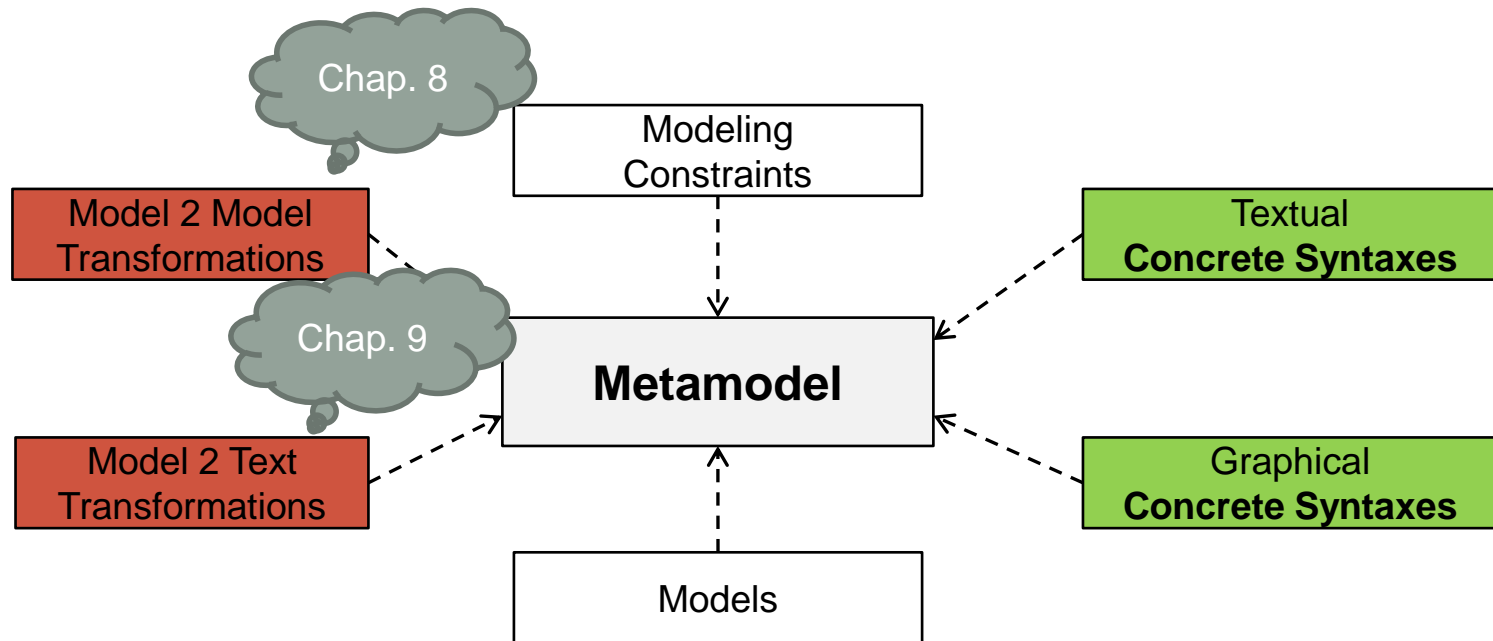 Chap. 8
Modeling
Constraints
Model 2 Model
Transformations
Textual
Concrete Syntaxes
Chap. 9
Metamodel
Model 2 Text
Transformations
Graphical
Concrete Syntaxes
Models